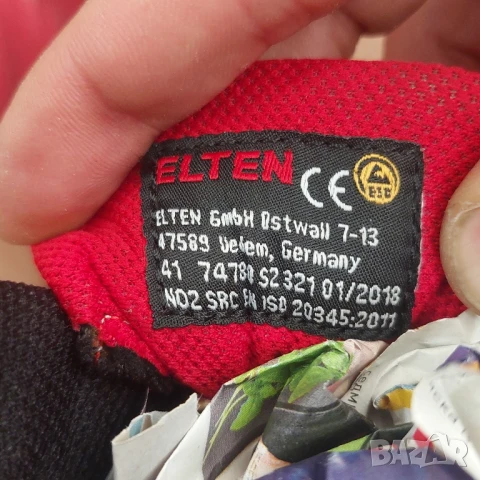 ELTEN CE ESD
ELTEN GmbH Ostwall 7-13
47589 Uedem, Germany
41 74780 S2 321 01/2018
NO2 SRC EN ISO 20345:2011
BAZAR